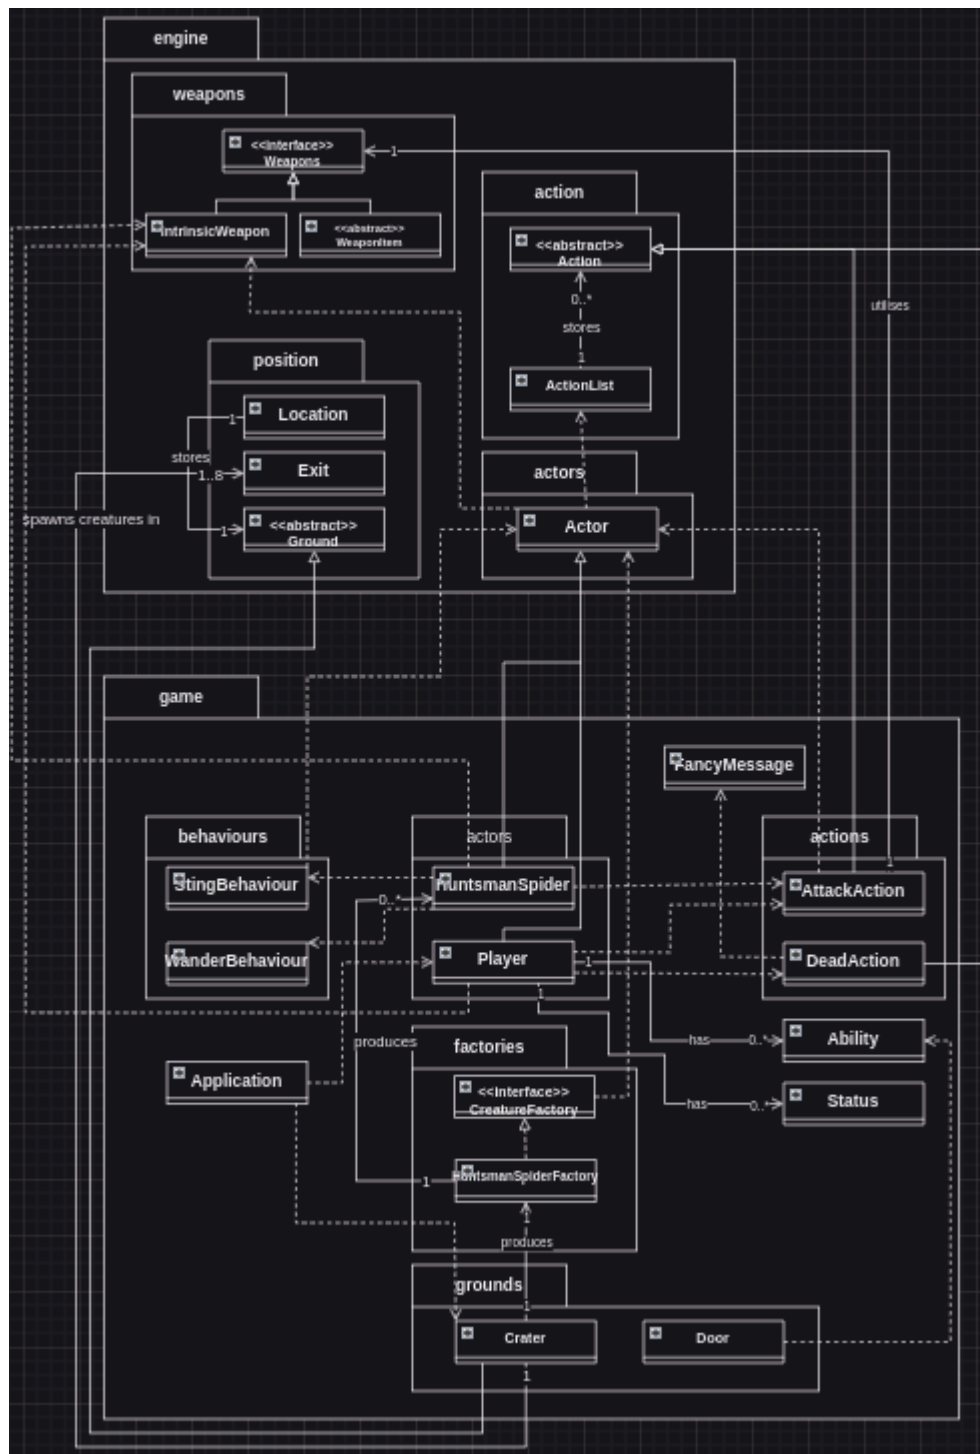 engine
weapons
<<interface>>
Weapons
1
action
IntrinsicWeapon
<<abstract>>
WeaponItem
<<abstract>>
Action
0..*
utilises
stores
position
1
ActionList
Location
1
stores
Exit
1..8
actors
spawns creatures in
<<abstract>>
Ground
1
Actor
game
FancyMessage
behaviours
actors
actions
1
StingBehaviour
HuntsmanSpider
AttackAction
0..*
WanderBehaviour
Player
1
DeadAction
1
produces
factories
has
0..*
Ability
Application
<<interface>>
CreatureFactory
has
0..*
Status
HuntsmanSpiderFactory
1
1
produces
grounds
1
Crater
Door
1